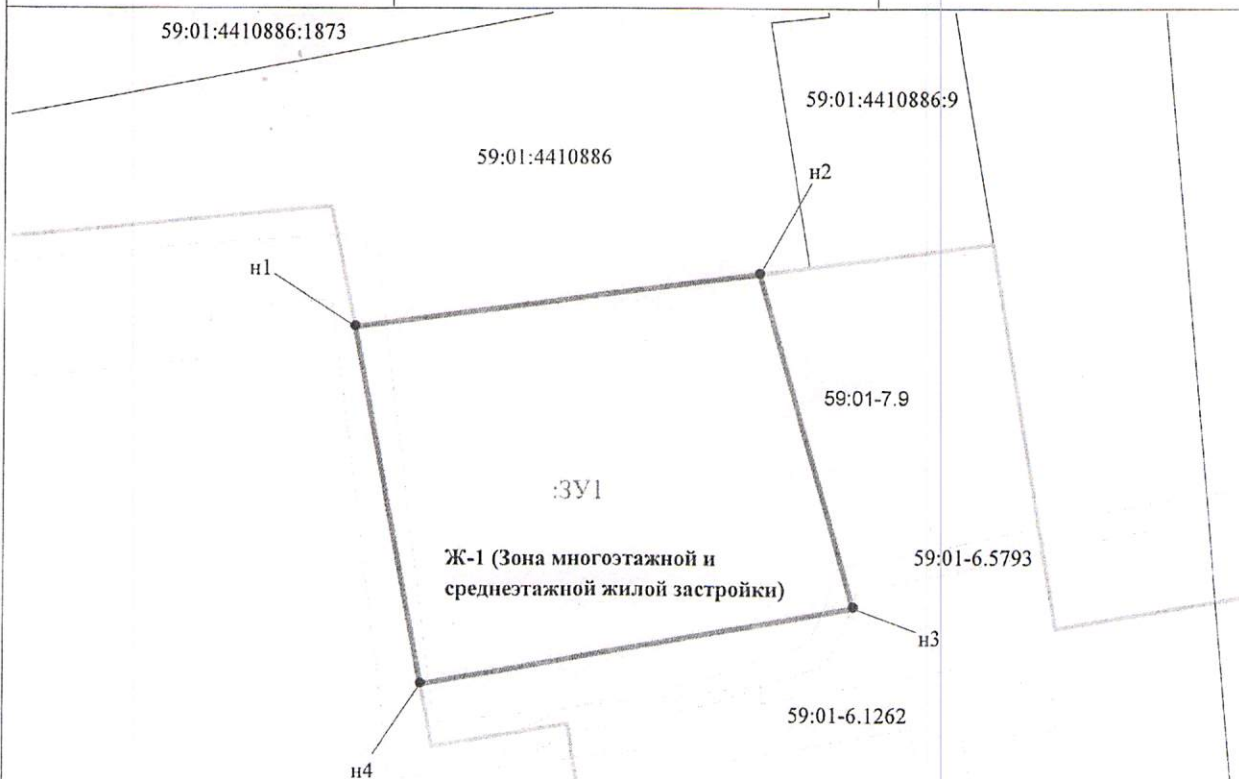 59:01:4410886:1873
59:01:4410886:9
59:01:4410886
н2
н1
59:01-7.9
:ЗУ1
Ж-1 (Зона многоэтажной и
среднеэтажной жилой застройки)
59:01-6.5793
н3
59:01-6.1262
н4